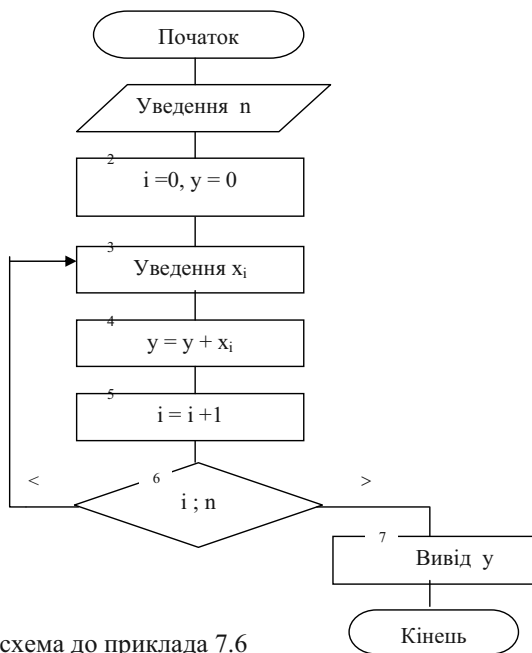 Початок
Уведення n
2
i =0, y = 0
3
Уведення xᵢ
4
y = y + xᵢ
5
i = i +1
6
i ; n
<
>
7
Вивід y
Кінець
схема до приклада 7.6